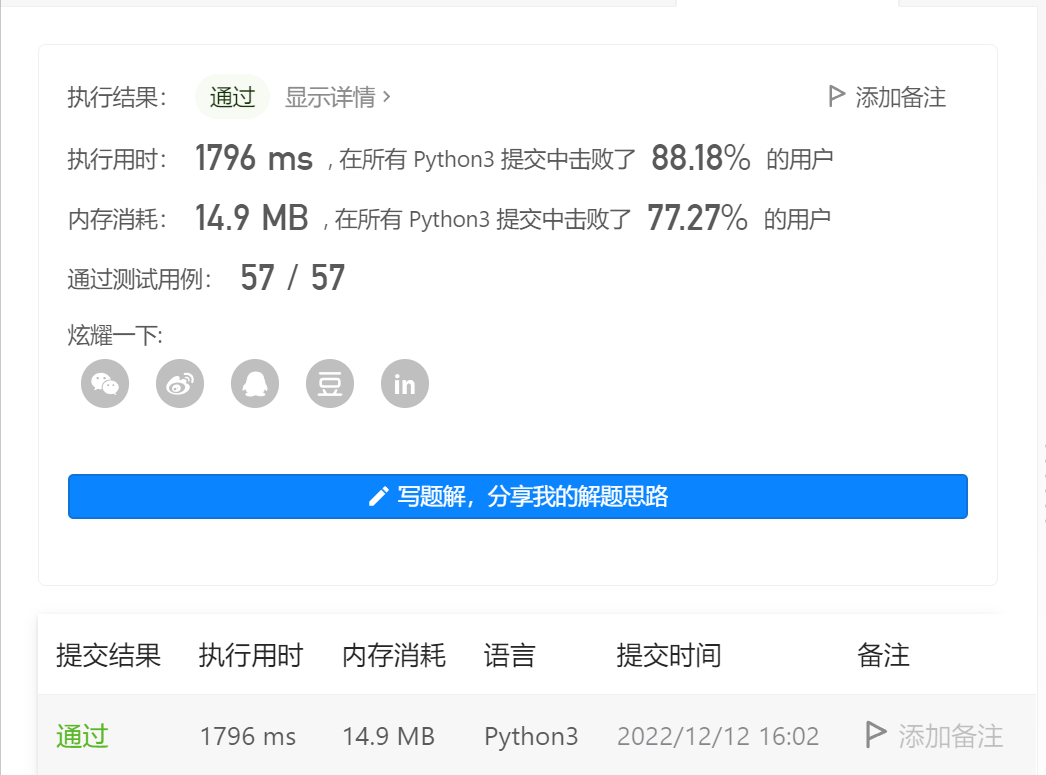 执行结果： 通过 显示详情 > 添加备注
执行用时： 1796 ms , 在所有 Python3 提交中击败了 88.18% 的用户
内存消耗： 14.9 MB , 在所有 Python3 提交中击败了 77.27% 的用户
通过测试用例： 57 / 57
炫耀一下:
豆 in
写题解，分享我的解题思路
提交结果 执行用时 内存消耗 语言 提交时间 备注
通过 1796 ms 14.9 MB Python3 2022/12/12 16:02 添加备注